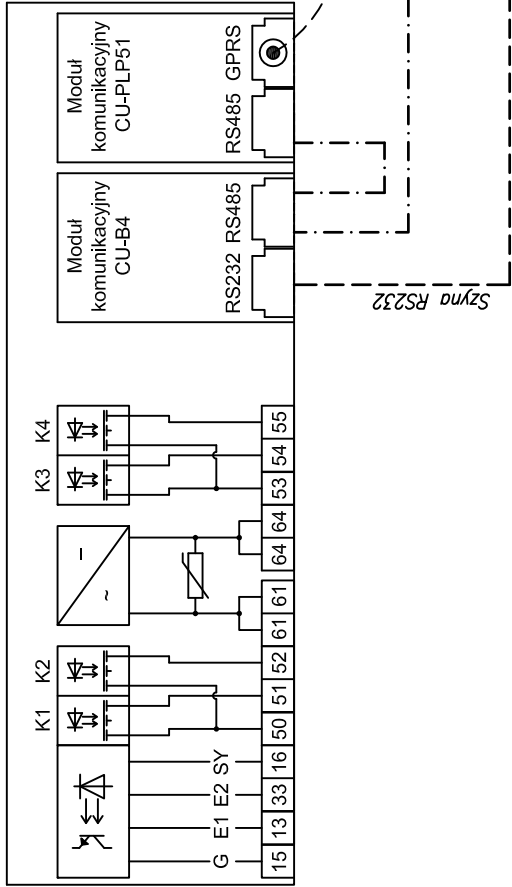 Moduł
komunikacyjny
CU-PLP51
RS485 GPRS
Moduł
komunikacyjny
CU-B4
RS232 RS485
Szyna RS232
K1 K2 K3 K4
~ –
G E1 E2 SY
15 13 33 16 50 51 52 61 61 64 64 53 54 55